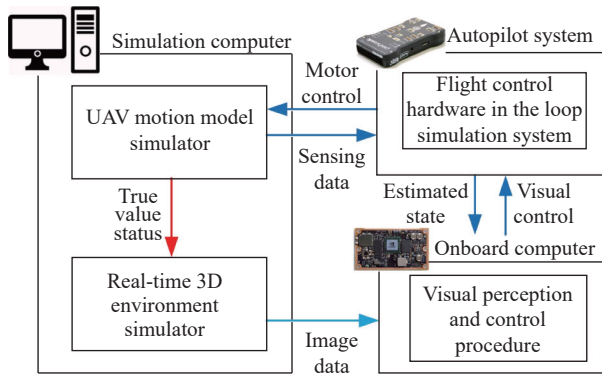 Simulation computer
Autopilot system
Motor
control
Flight control
hardware in the loop
simulation system
UAV motion model
simulator
Sensing
data
True
value
status
Estimated
state
Visual
control
Onboard computer
Real-time 3D
environment
simulator
Visual perception
and control
procedure
Image
data